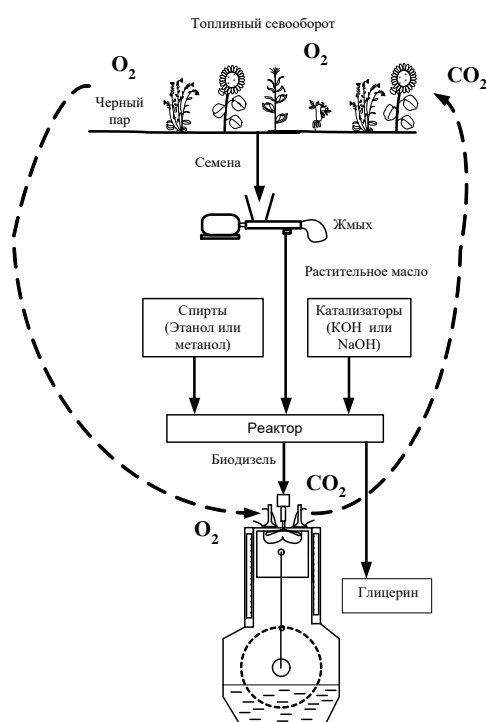 Топливный севооборот
O2
O2
CO2
Черный
пар
Семена
Жмых
Растительное масло
Спирты
(Этанол или
метанол)
Катализаторы
(KOH или
NaOH)
Реактор
Биодизель
CO2
O2
Глицерин